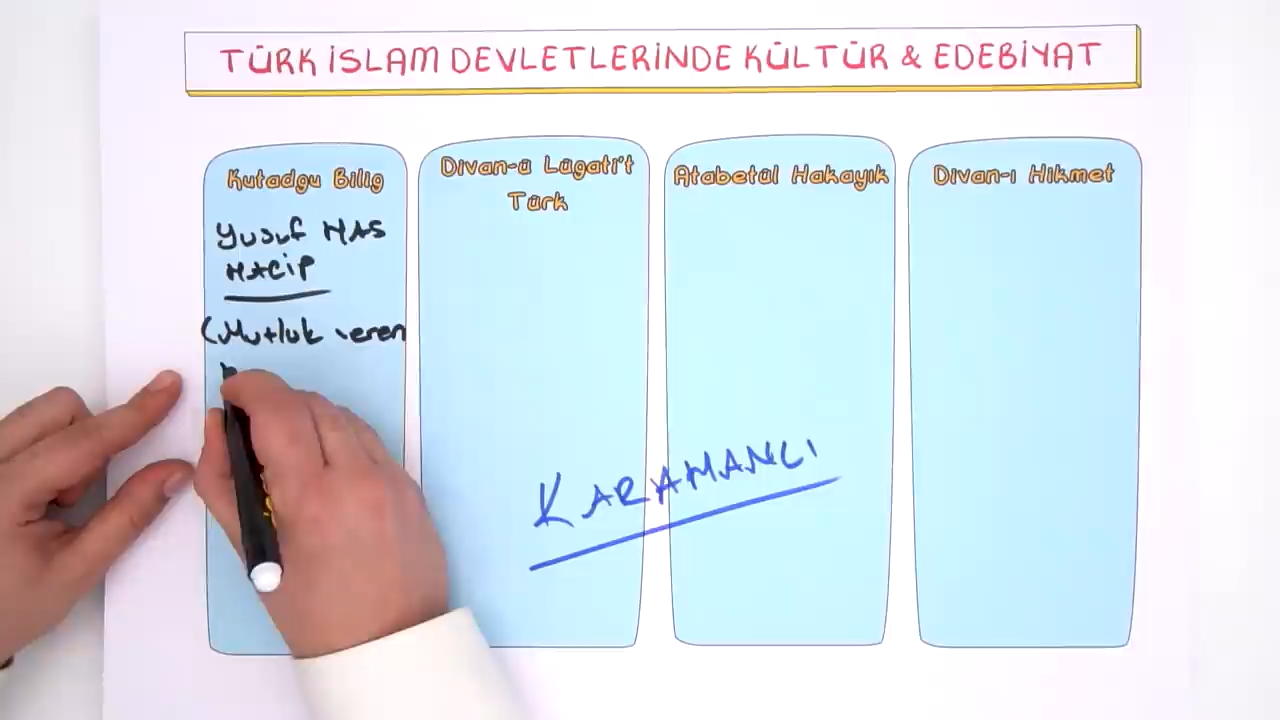 TÜRK İSLAM DEVLETLERİNDE KÜLTÜR & EDEBİYAT
Kutadgu Bilig
Yusuf HAS
HACİP
(Mutluk veren
Divan-ü Lügati't
Türk
Atabetül Hakayık
Divan-ı Hikmet
KARAMANLI